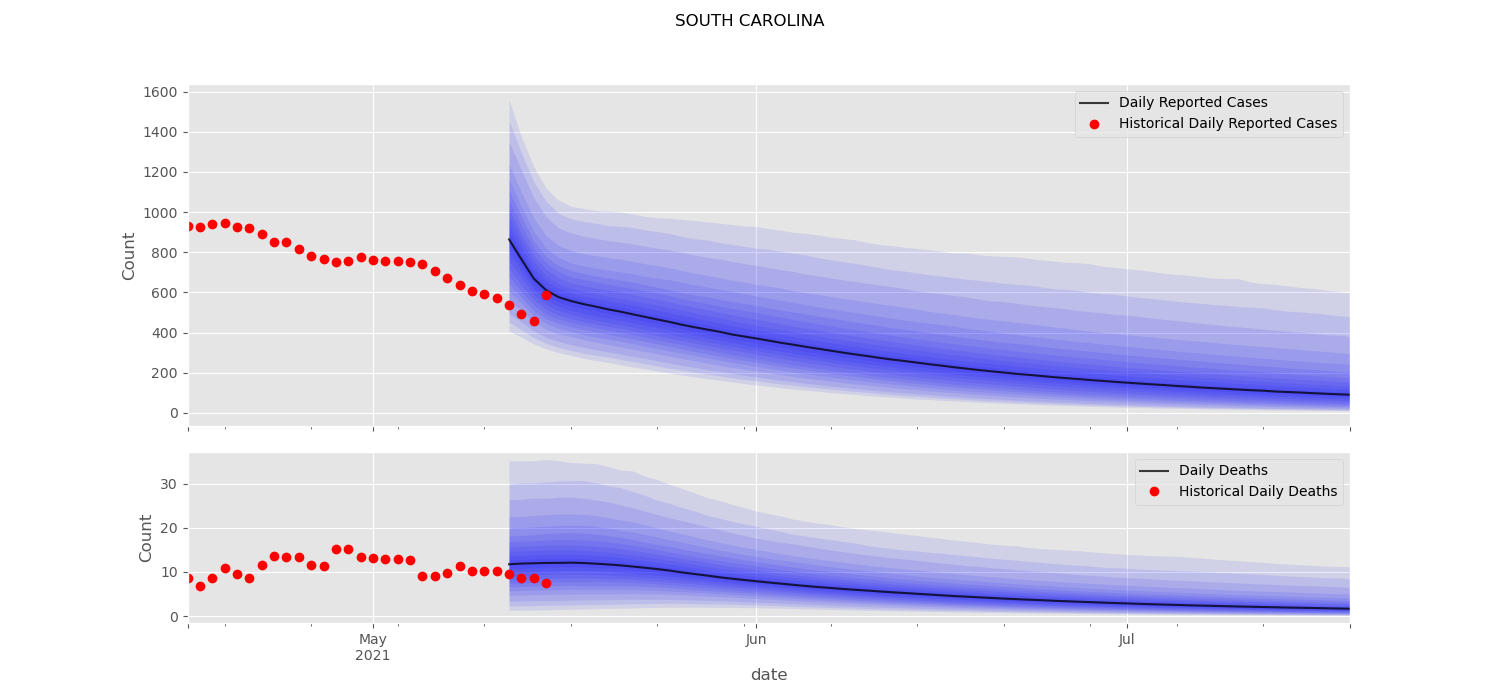 SOUTH CAROLINA
1600
1400
1200
1000
800
600
400
200
0
Count
Daily Reported Cases
Historical Daily Reported Cases
30
20
10
0
Count
Daily Deaths
Historical Daily Deaths
May
2021
Jun
Jul
date